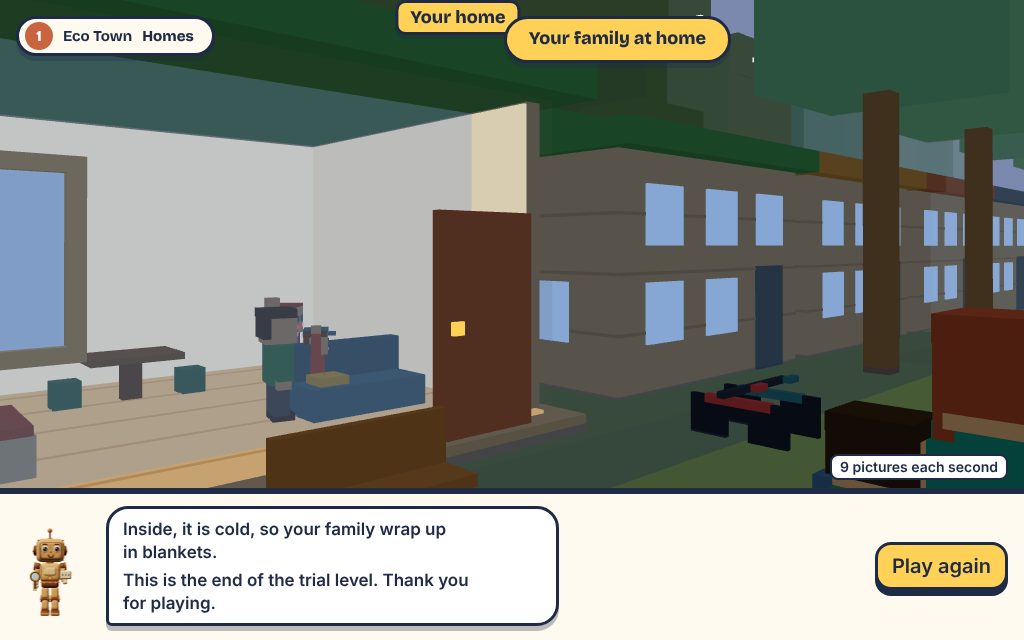 1 Eco Town Homes
Your home
Your family at home
9 pictures each second
Inside, it is cold, so your family wrap up
in blankets.
This is the end of the trial level. Thank you
for playing.
Play again